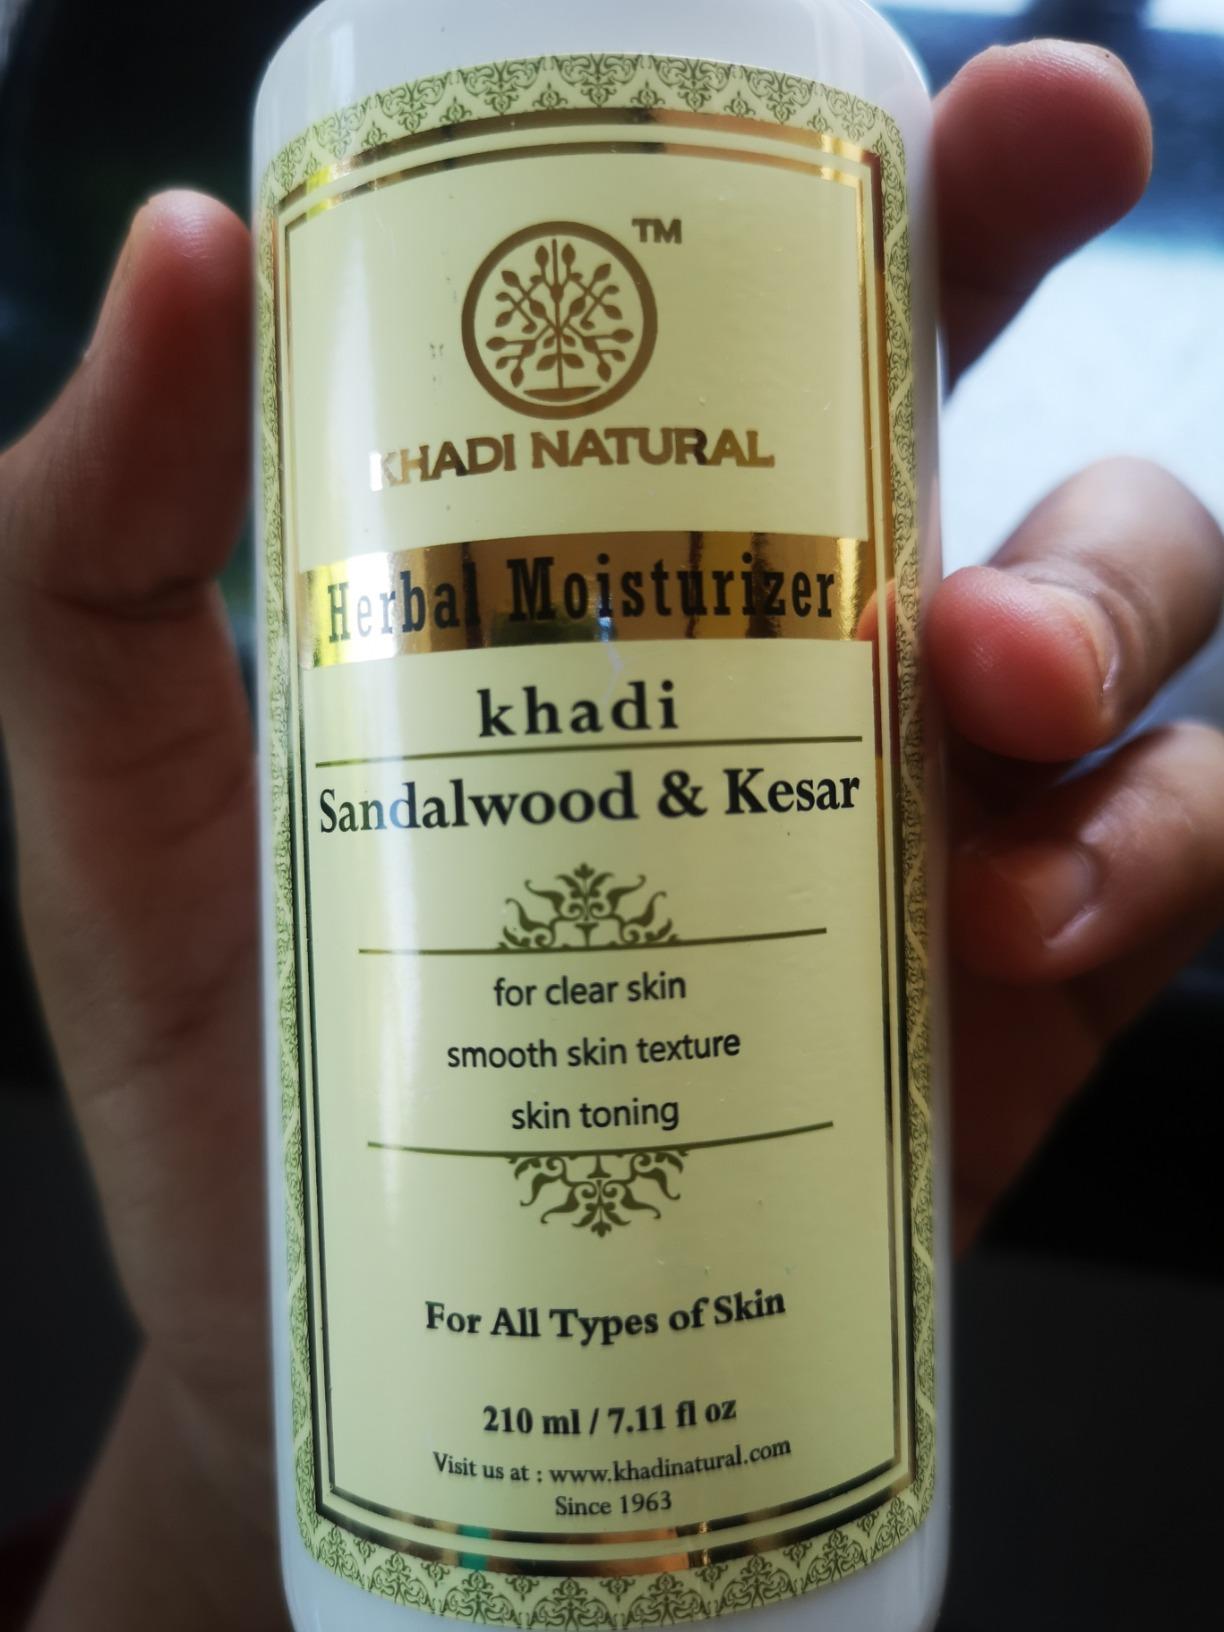 TM
KHADI NATURAL
Herbal Moisturizer
khadi
Sandalwood & Kesar
for clear skin
smooth skin texture
skin toning
For All Types of Skin
210 ml / 7.11 fl oz
Visit us at : www.khadinatural.com
Since 1963